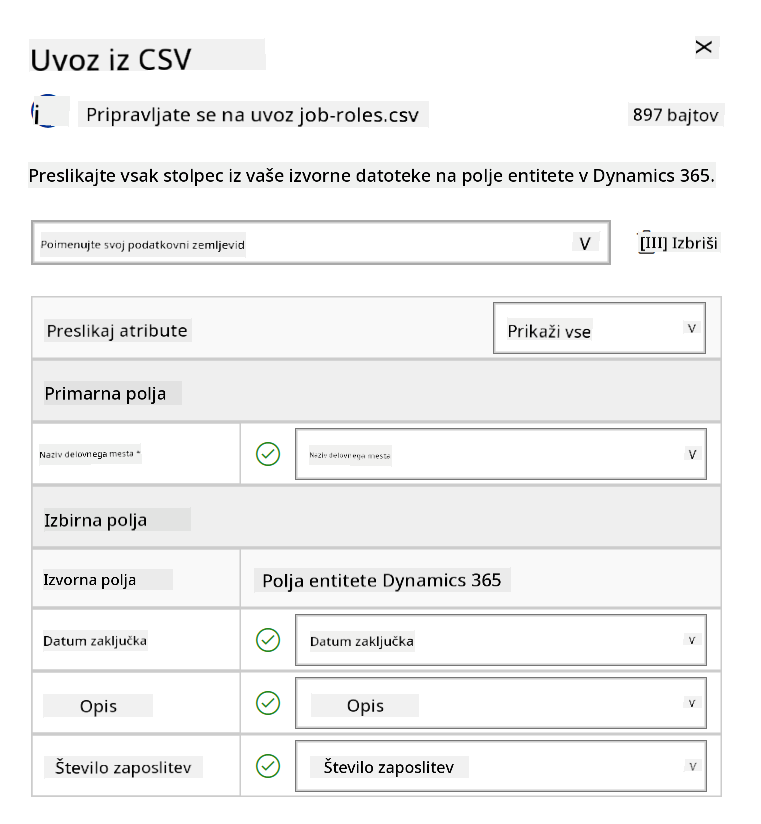 Uvoz iz CSV
i Pripravljate se na uvoz job-roles.csv 897 bajtov
Preslikajte vsak stolpec iz vaše izvorne datoteke na polje entitete v Dynamics 365.
Poimenujte svoj podatkovni zemljevid V [III] Izbriši
Preslikaj atribute Prikaži vse V
Primarna polja
Naziv delovnega mesta * Naziv delovnega mesta V
Izbirna polja
Izvorna polja Polja entitete Dynamics 365
Datum zaključka Datum zaključka V
Opis Opis V
Število zaposlitev Število zaposlitev V